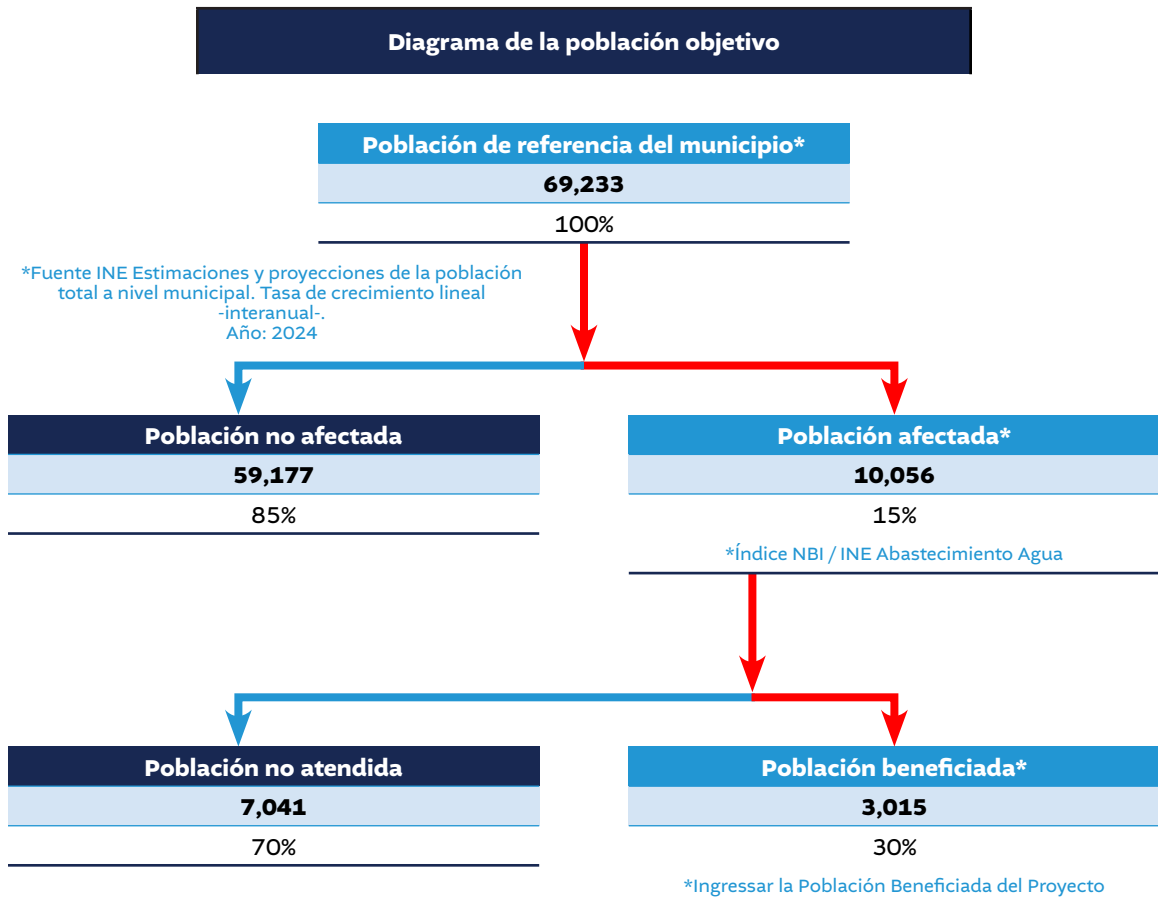 Diagrama de la población objetivo
Población de referencia del municipio*
69,233
100%
*Fuente INE Estimaciones y proyecciones de la población
total a nivel municipal. Tasa de crecimiento lineal
-interanual-.
Año: 2024
Población no afectada
59,177
85%
Población afectada*
10,056
15%
*Índice NBI / INE Abastecimiento Agua
Población no atendida
7,041
70%
Población beneficiada*
3,015
30%
*Ingressar la Población Beneficiada del Proyecto